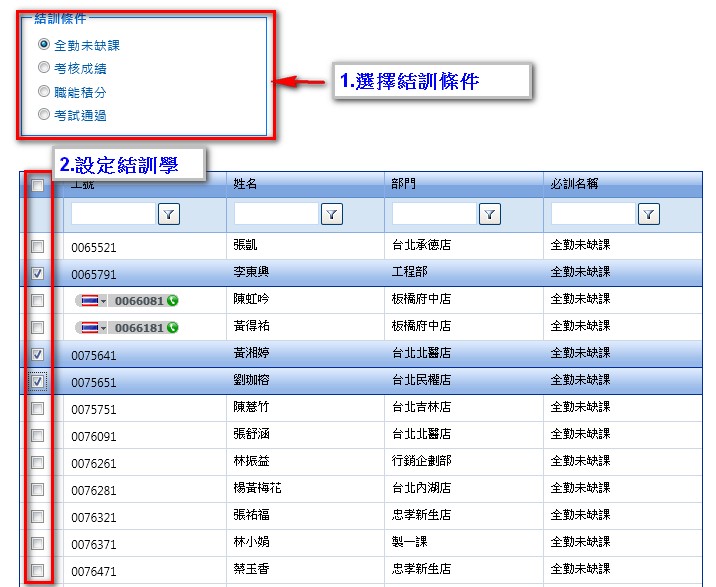 結訓條件
全勤未缺課
考核成績
職能積分
考試通過
1.選擇結訓條件
2.設定結訓學
工號 姓名 部門 必訓名稱
0065521 張凱 台北承德店 全勤未缺課
0065791 李東興 工程部 全勤未缺課
0066081 陳虹吟 板橋府中店 全勤未缺課
0066181 黃得祐 板橋府中店 全勤未缺課
0075641 黃湘婷 台北北醫店 全勤未缺課
0075651 劉珈榕 台北民權店 全勤未缺課
0075751 陳薏竹 台北吉林店 全勤未缺課
0076091 張舒涵 台北北醫店 全勤未缺課
0076261 林振益 行銷企劃部 全勤未缺課
0076281 楊黃梅花 台北內湖店 全勤未缺課
0076321 張祐福 忠孝新生店 全勤未缺課
0076371 林小娟 製一課 全勤未缺課
0076471 蔡玉香 忠孝新生店 全勤未缺課